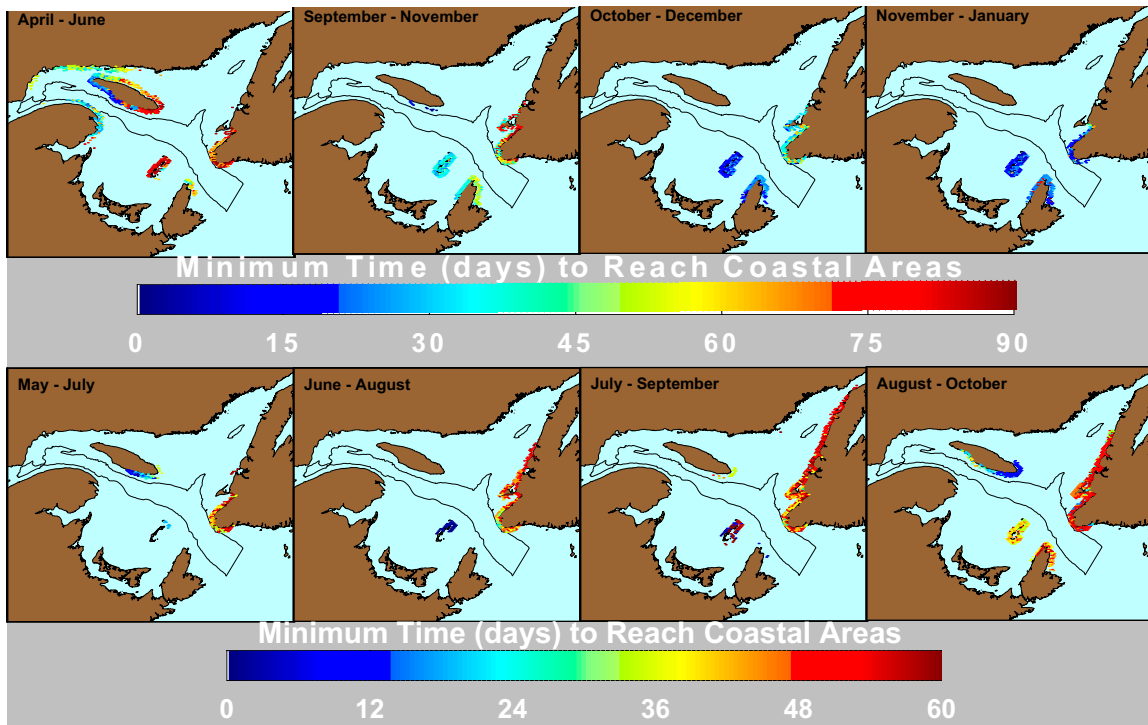 April - June
September - November
October - December
November - January
Minimum Time (days) to Reach Coastal Areas
0 15 30 45 60 75 90
May - July
June - August
July - September
August - October
Minimum Time (days) to Reach Coastal Areas
0 12 24 36 48 60